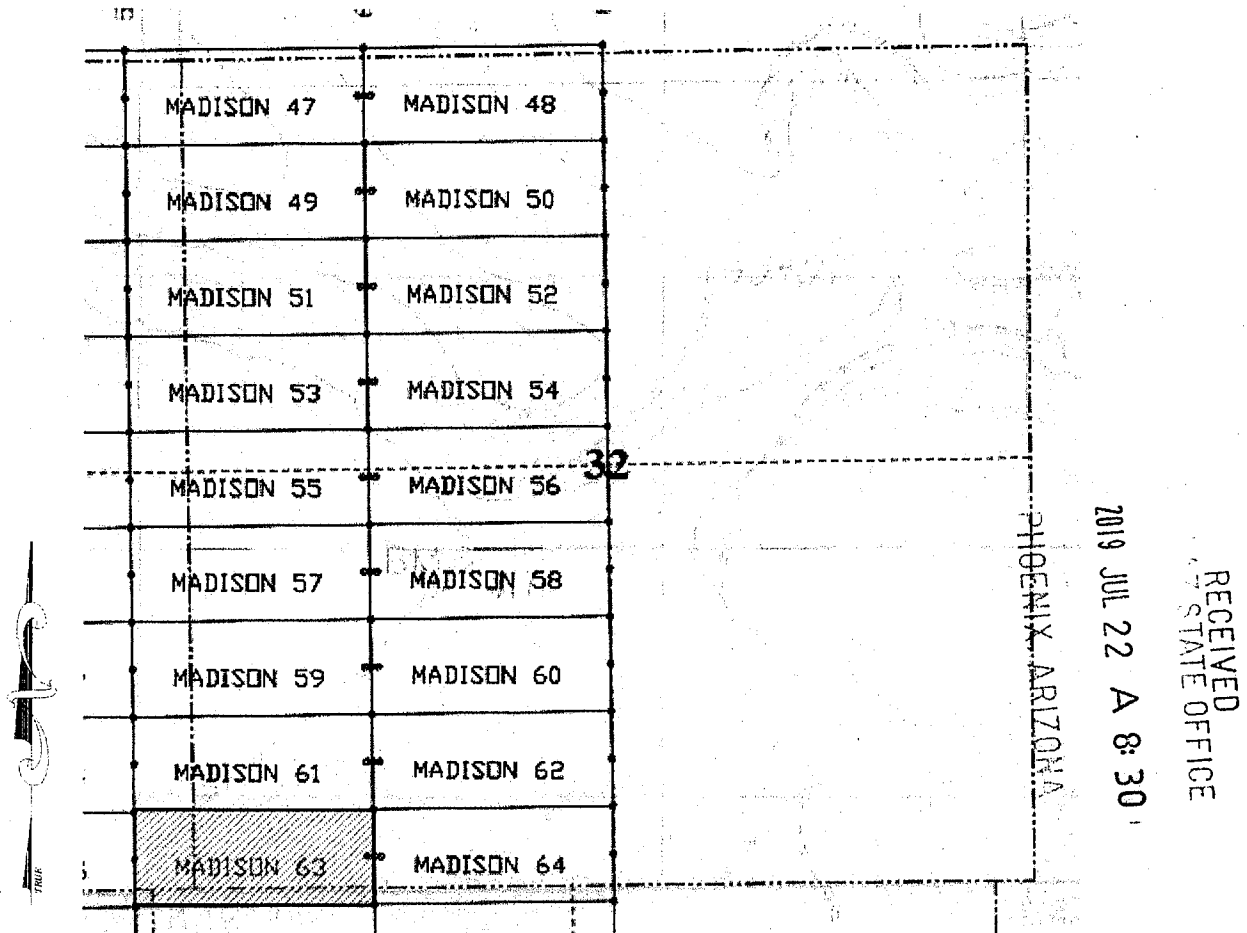 MADISON 47 MADISON 48
MADISON 49 MADISON 50
MADISON 51 MADISON 52
MADISON 53 MADISON 54
32
MADISON 55 MADISON 56
MADISON 57 MADISON 58
MADISON 59 MADISON 60
MADISON 61 MADISON 62
MADISON 63 MADISON 64
TRUE
RECEIVED
STATE OFFICE
2019 JUL 22 A 8:30
PHOENIX ARIZONA